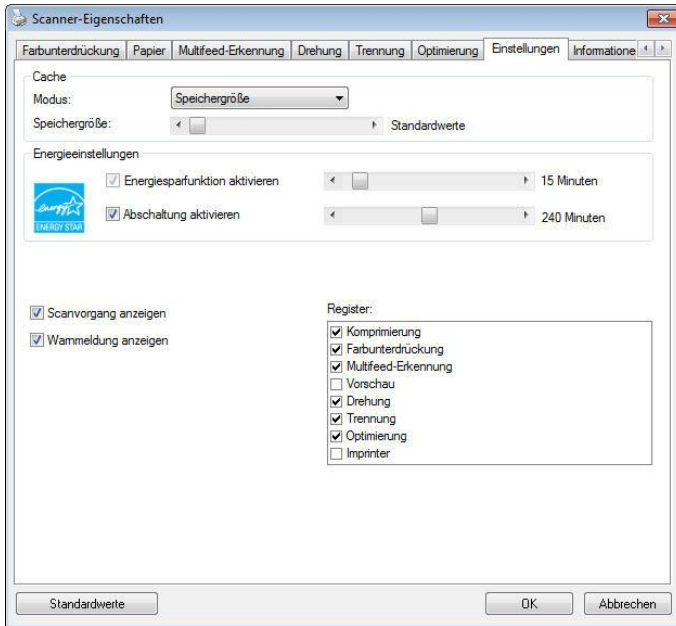 Scanner-Eigenschaften
Farbunterdrückung Papier Multifeed-Erkennung Drehung Trennung Optimierung Einstellungen Informatione
Cache
Modus: Speichergröße
Speichergröße: Standardwerte
Energieeinstellungen
Energiesparfunktion aktivieren 15 Minuten
Abschaltung aktivieren 240 Minuten
energy
ENERGY STAR
Scanvorgang anzeigen
Warnmeldung anzeigen
Register:
Komprimierung
Farbunterdrückung
Multifeed-Erkennung
Vorschau
Drehung
Trennung
Optimierung
Imprinter
Standardwerte OK Abbrechen